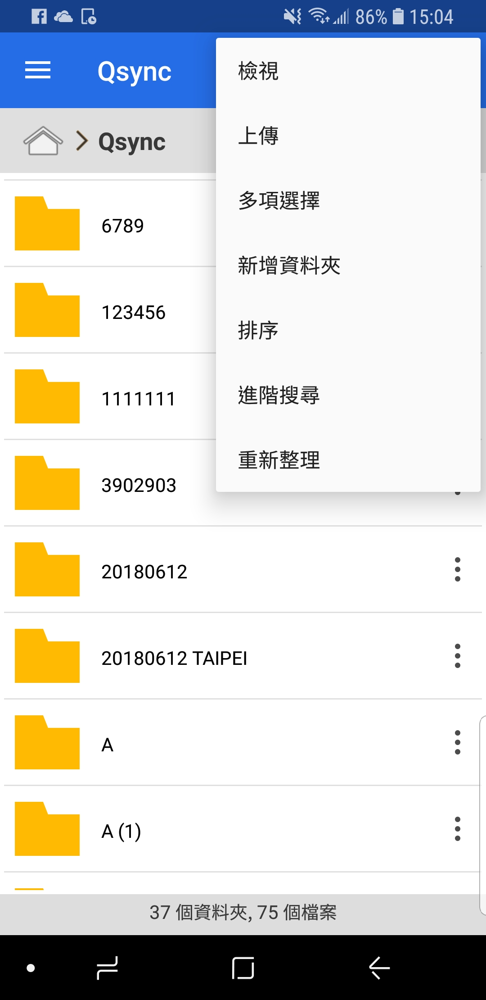 86% 15:04
Qsync
檢視
上傳
多項選擇
新增資料夾
排序
進階搜尋
重新整理
Qsync
6789
123456
1111111
3902903
20180612
20180612 TAIPEI
A
A (1)
37 個資料夾, 75 個檔案